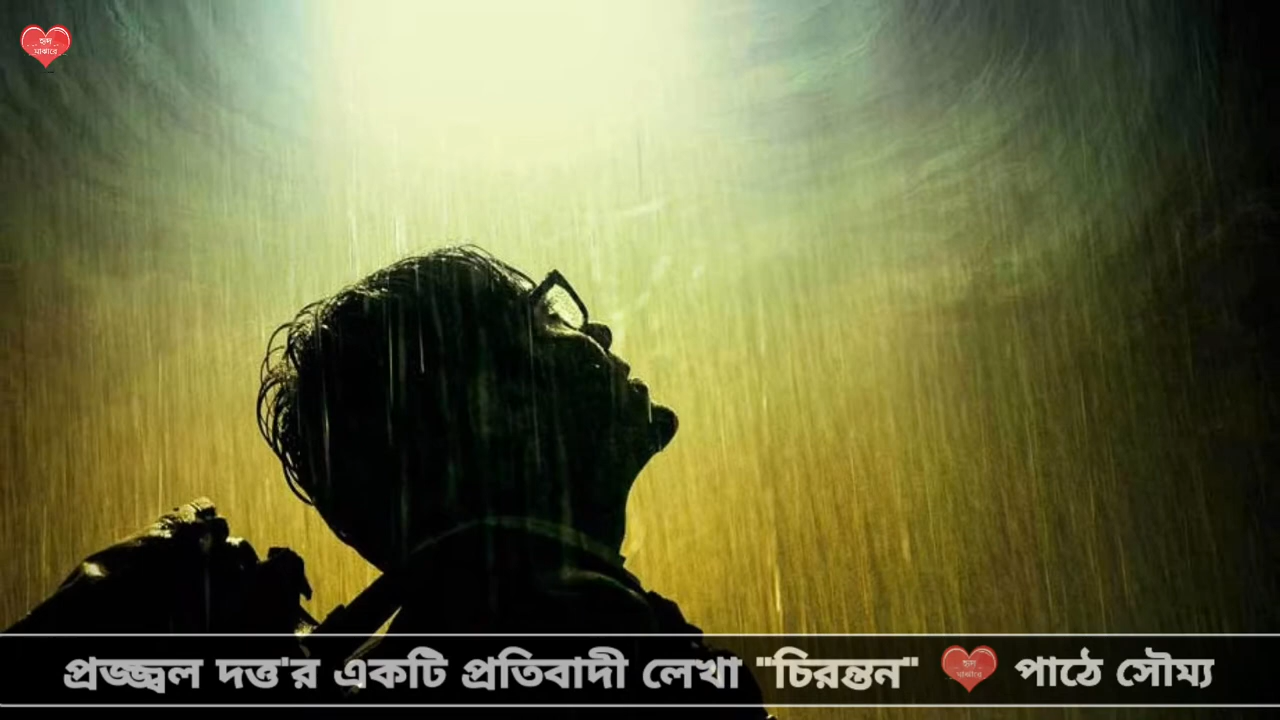 হৃদ
মাঝারে
প্রজ্জ্বল দত্ত'র একটি প্রতিবাদী লেখা "চিরন্তন" হৃদ মাঝারে পাঠে সৌম্য